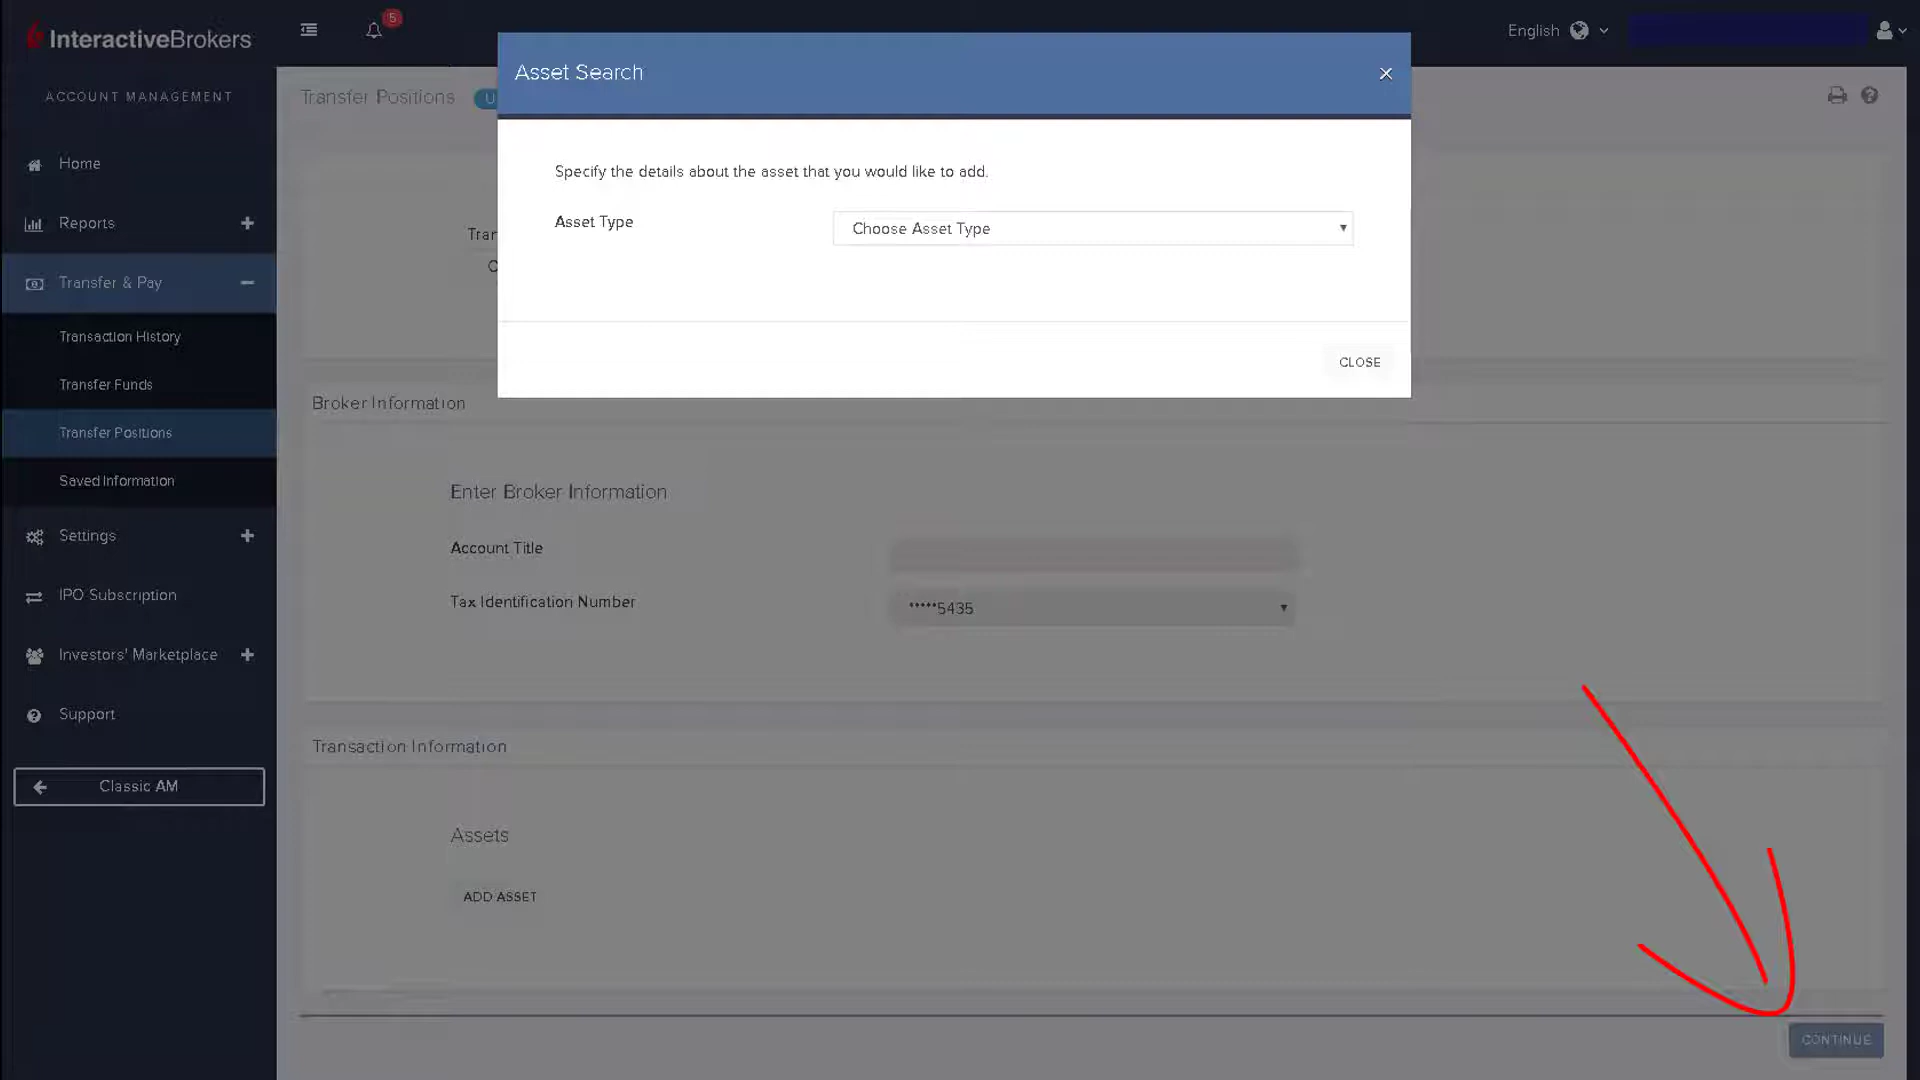 InteractiveBrokers
5
English
ACCOUNT MANAGEMENT
Home
Reports
Transfer & Pay
Transaction History
Transfer Funds
Transfer Positions
Saved Information
Settings
IPO Subscription
Investors' Marketplace
Support
Classic AM
Transfer Positions
U
Asset Search
Specify the details about the asset that you would like to add.
Asset Type
Choose Asset Type
CLOSE
Tran
Broker Information
Enter Broker Information
Account Title
Tax Identification Number
*****5435
Transaction Information
Assets
ADD ASSET
CONTINUE